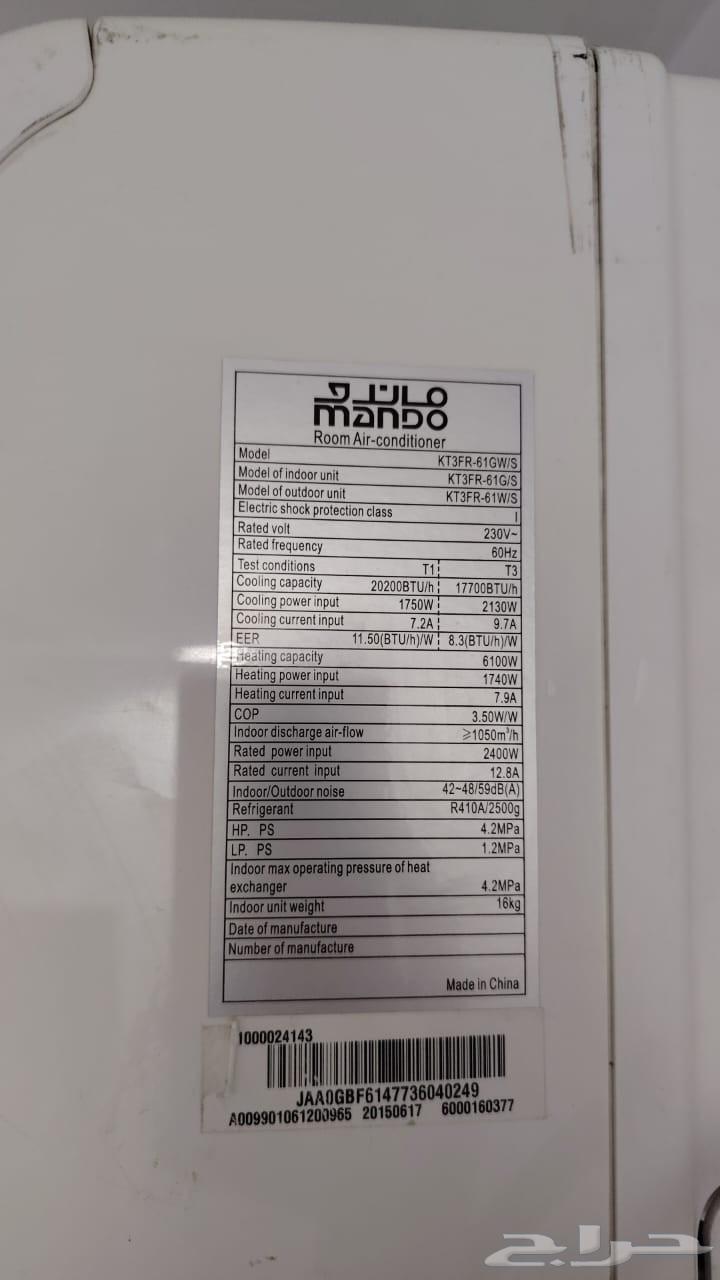 ماندو
mando
Room Air-conditioner
Model KT3FR-61GW/S
Model of indoor unit KT3FR-61G/S
Model of outdoor unit KT3FR-61W/S
Electric shock protection class I
Rated volt 230V~
Rated frequency 60Hz
Test conditions T1 T3
Cooling capacity 20200BTU/h 17700BTU/h
Cooling power input 1750W 2130W
Cooling current input 7.2A 9.7A
EER 11.50(BTU/h)/W 8.3(BTU/h)/W
Heating capacity 6100W
Heating power input 1740W
Heating current input 7.9A
COP 3.50W/W
Indoor discharge air-flow ≥1050m³/h
Rated power input 2400W
Rated current input 12.8A
Indoor/Outdoor noise 42~48/59dB(A)
Refrigerant R410A/2500g
HP. PS 4.2MPa
LP. PS 1.2MPa
Indoor max operating pressure of heat
exchanger 4.2MPa
Indoor unit weight 16kg
Date of manufacture
Number of manufacture
Made in China
1000024143
JAA0GBF6147736040249
A009901061200965 20150617 6000160377
حراج